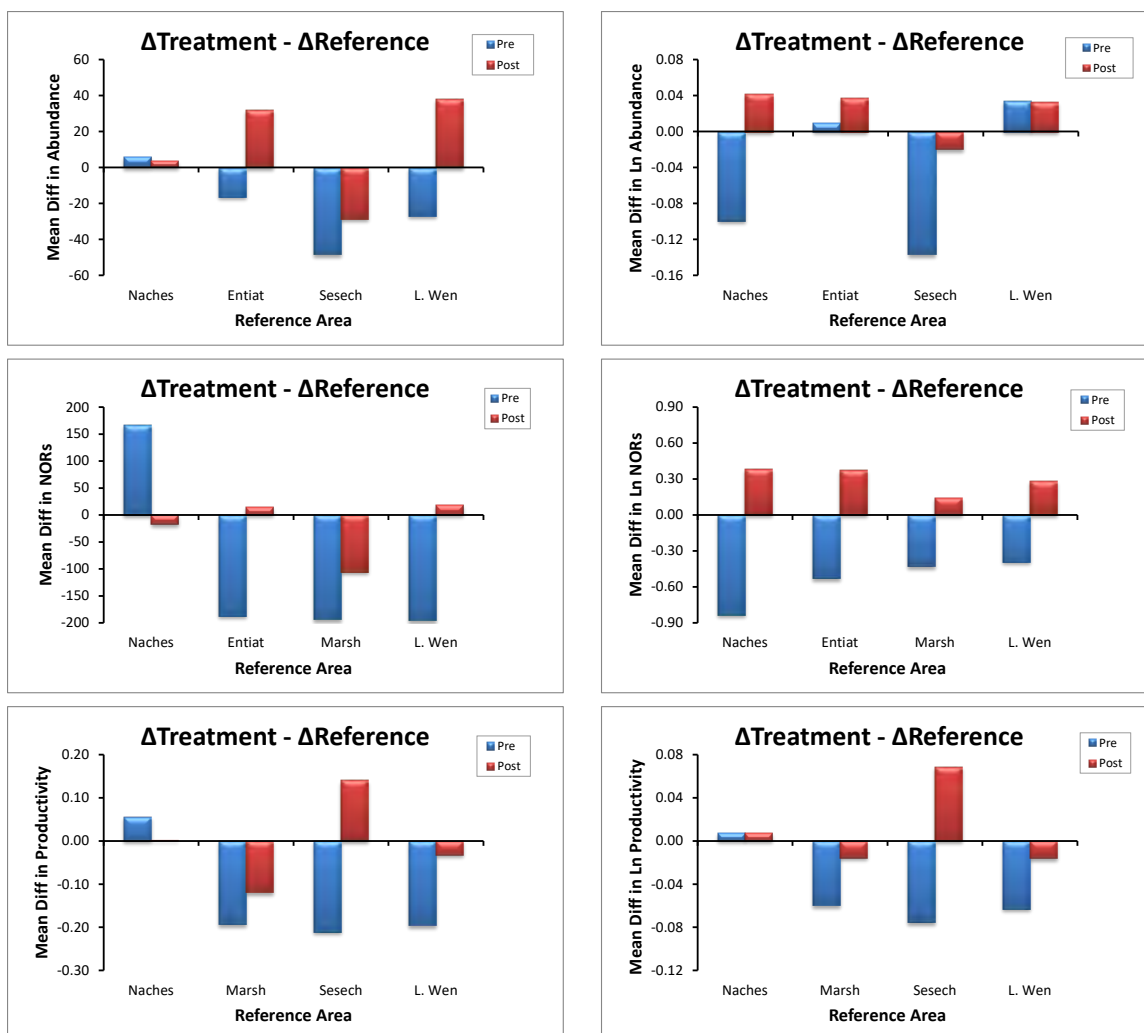 ΔTreatment - ΔReference
Pre
Post
Mean Diff in Abundance
60
40
20
0
-20
-40
-60
Naches Entiat Sesech L. Wen
Reference Area
ΔTreatment - ΔReference
Pre
Post
Mean Diff in Ln Abundance
0.08
0.04
0.00
-0.04
-0.08
-0.12
-0.16
Naches Entiat Sesech L. Wen
Reference Area
ΔTreatment - ΔReference
Pre
Post
Mean Diff in NORs
200
150
100
50
0
-50
-100
-150
-200
Naches Entiat Marsh L. Wen
Reference Area
ΔTreatment - ΔReference
Pre
Post
Mean Diff in Ln NORs
0.90
0.60
0.30
0.00
-0.30
-0.60
-0.90
Naches Entiat Marsh L. Wen
Reference Area
ΔTreatment - ΔReference
Pre
Post
Mean Diff in Productivity
0.20
0.10
0.00
-0.10
-0.20
-0.30
Naches Marsh Sesech L. Wen
Reference Area
ΔTreatment - ΔReference
Pre
Post
Mean Diff in Ln Productivity
0.08
0.04
0.00
-0.04
-0.08
-0.12
Naches Marsh Sesech L. Wen
Reference Area